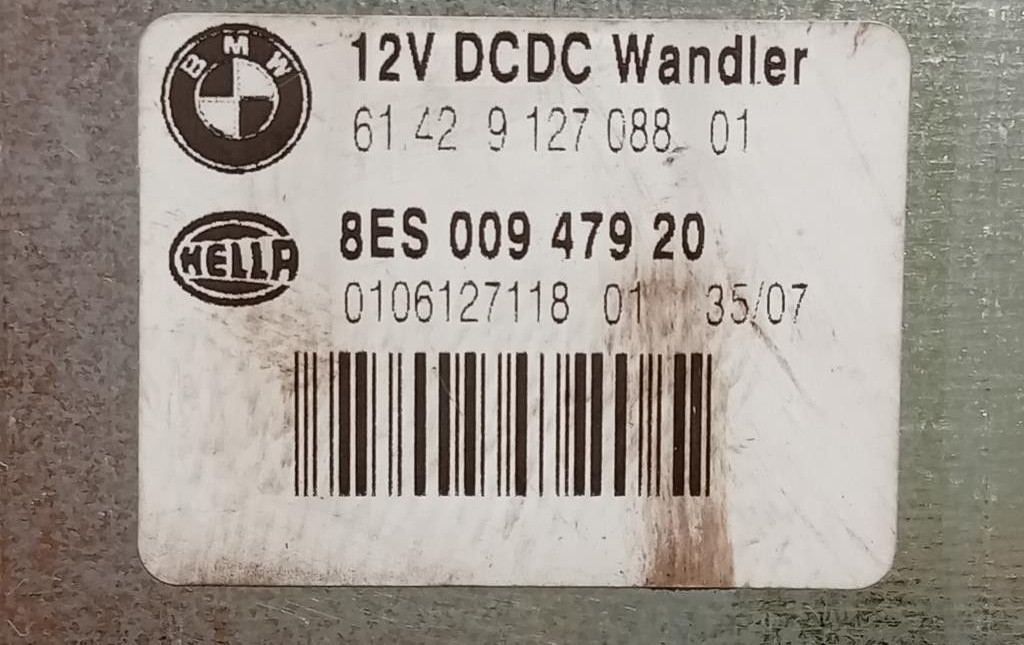 BMW
12V DCDC Wandler
61.42 9 127 088 01
HELLA
8ES 009 479 20
0106127118 01 35/07